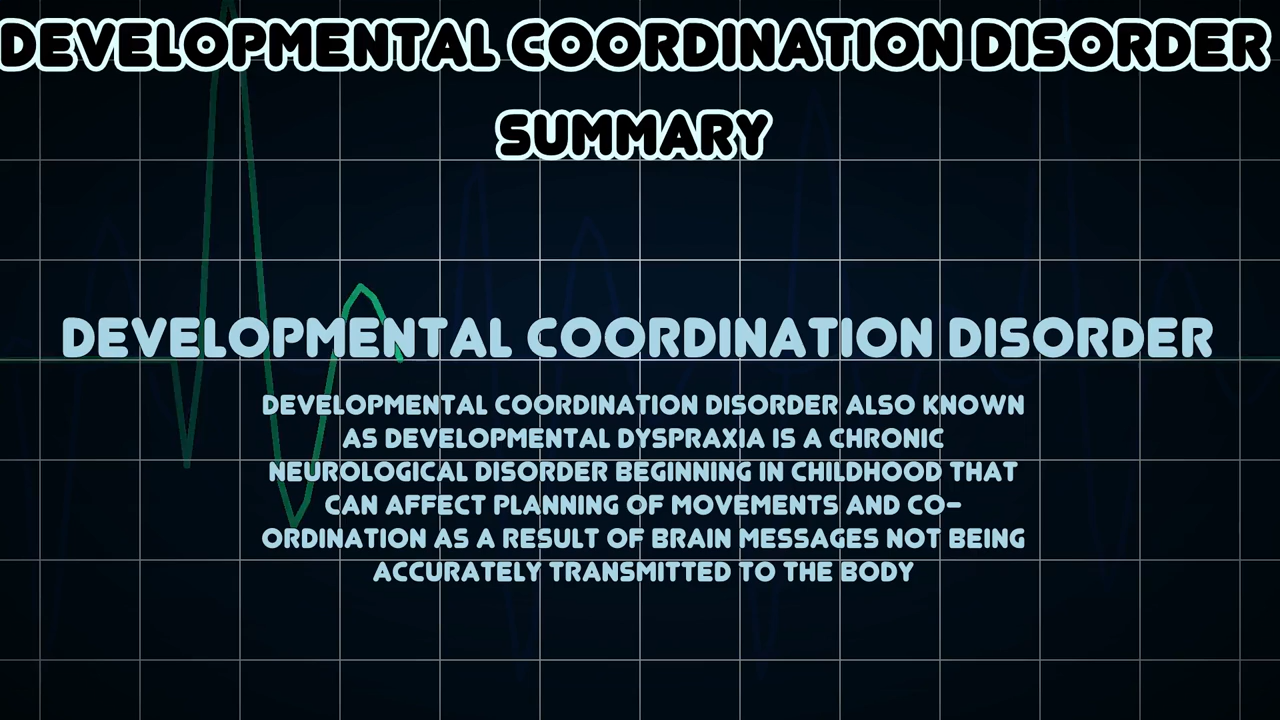 DEVELOPMENTAL COORDINATION DISORDER
SUMMARY
DEVELOPMENTAL COORDINATION DISORDER
DEVELOPMENTAL COORDINATION DISORDER ALSO KNOWN
AS DEVELOPMENTAL DYSPRAXIA IS A CHRONIC
NEUROLOGICAL DISORDER BEGINNING IN CHILDHOOD THAT
CAN AFFECT PLANNING OF MOVEMENTS AND CO-
ORDINATION AS A RESULT OF BRAIN MESSAGES NOT BEING
ACCURATELY TRANSMITTED TO THE BODY